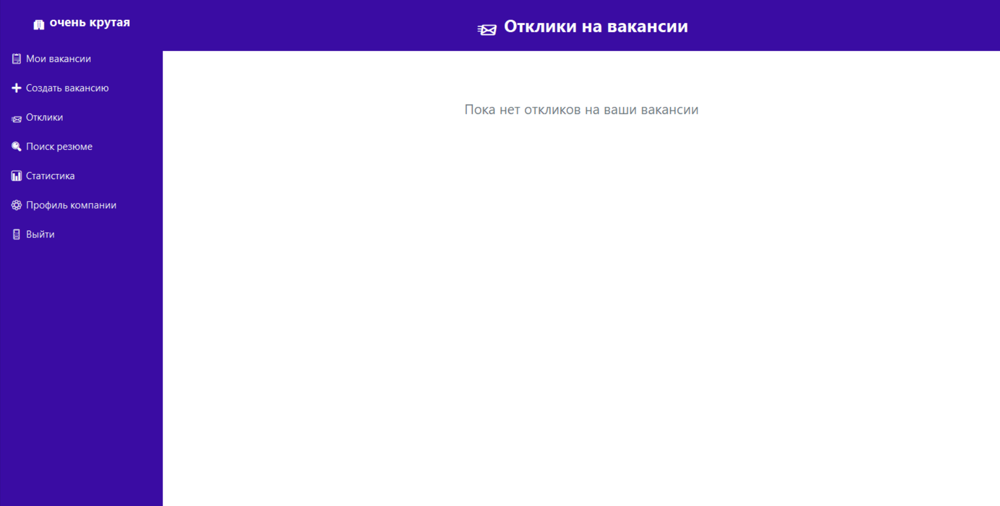 очень крутая
Отклики на вакансии
Мои вакансии
Создать вакансию
Отклики
Поиск резюме
Статистика
Профиль компании
Выйти
Пока нет откликов на ваши вакансии